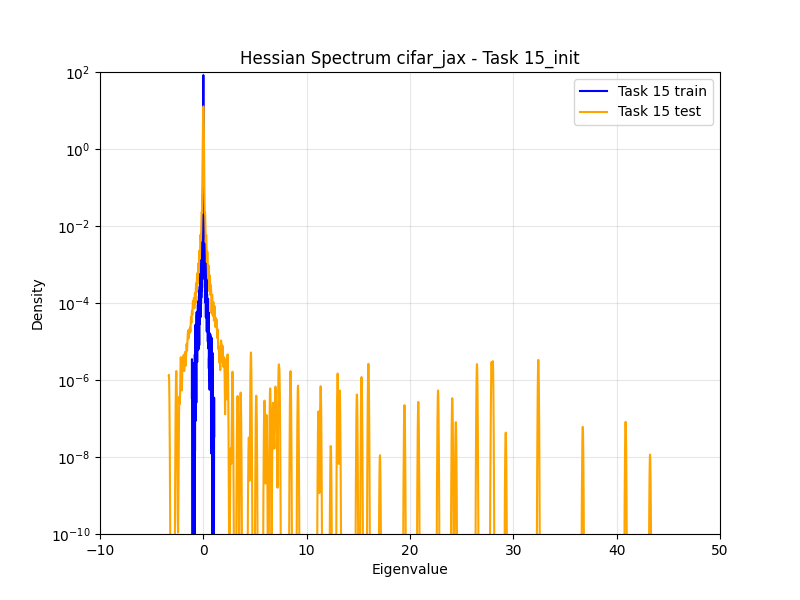 Hessian Spectrum cifar_jax - Task 15_init
Task 15 train
Task 15 test
Density
10^2
10^0
10^-2
10^-4
10^-6
10^-8
10^-10
-10
0
10
20
30
40
50
Eigenvalue